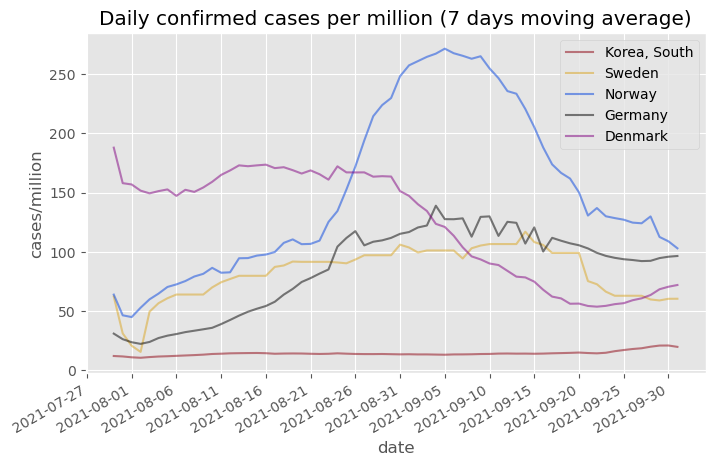 Daily confirmed cases per million (7 days moving average)
Korea, South
Sweden
Norway
Germany
Denmark
cases/million
250
200
150
100
50
0
2021-07-27
2021-08-01
2021-08-06
2021-08-11
2021-08-16
2021-08-21
2021-08-26
2021-08-31
2021-09-05
2021-09-10
2021-09-15
2021-09-20
2021-09-25
2021-09-30
date